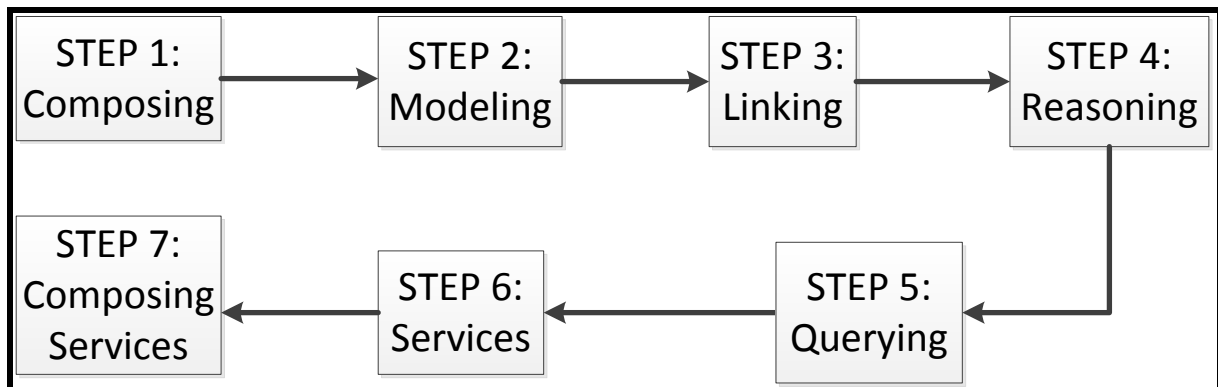 STEP 1:
Composing
STEP 2:
Modeling
STEP 3:
Linking
STEP 4:
Reasoning
STEP 5:
Querying
STEP 6:
Services
STEP 7:
Composing
Services